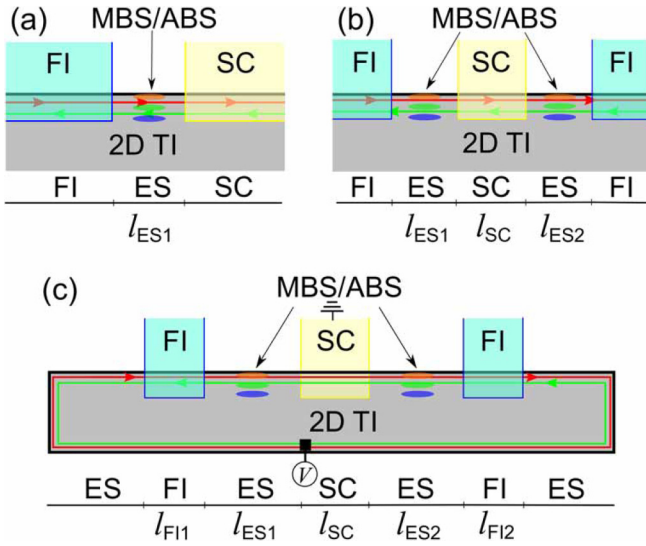 (a) MBS/ABS
FI SC
2D TI
FI ES SC
l_ES1
(b) MBS/ABS
FI SC FI
2D TI
FI ES SC ES FI
l_ES1 l_SC l_ES2
(c) MBS/ABS
FI SC FI
2D TI
V
ES FI ES SC ES FI ES
l_FI1 l_ES1 l_SC l_ES2 l_FI2